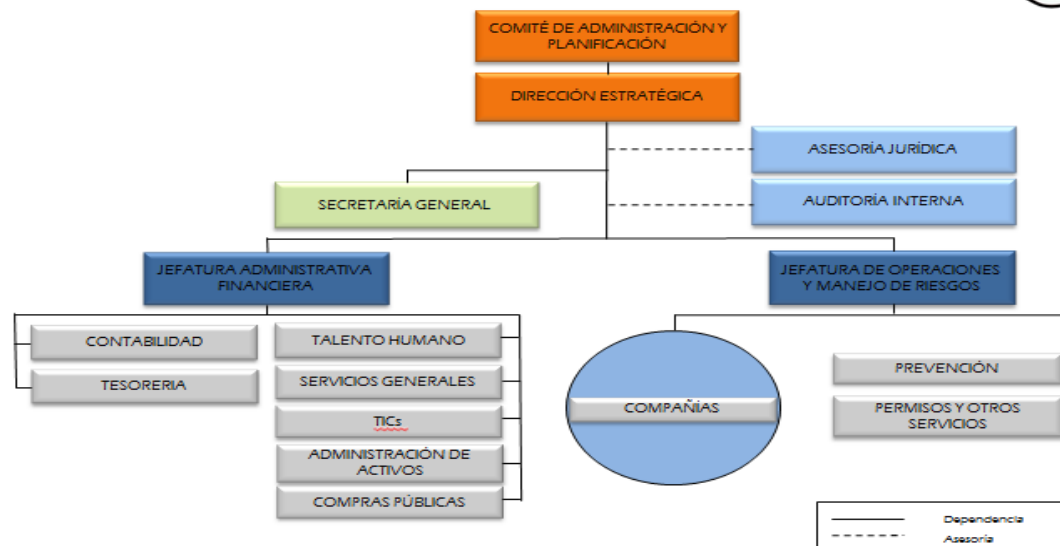 COMITÉ DE ADMINISTRACIÓN Y
PLANIFICACIÓN
DIRECCIÓN ESTRATÉGICA
ASESORÍA JURÍDICA
AUDITORÍA INTERNA
SECRETARÍA GENERAL
JEFATURA ADMINISTRATIVA
FINANCIERA
JEFATURA DE OPERACIONES
Y MANEJO DE RIESGOS
CONTABILIDAD
TESORERIA
TALENTO HUMANO
SERVICIOS GENERALES
TICs
ADMINISTRACIÓN DE
ACTIVOS
COMPRAS PÚBLICAS
COMPAÑÍAS
PREVENCIÓN
PERMISOS Y OTROS
SERVICIOS
Dependencia
Asesoría